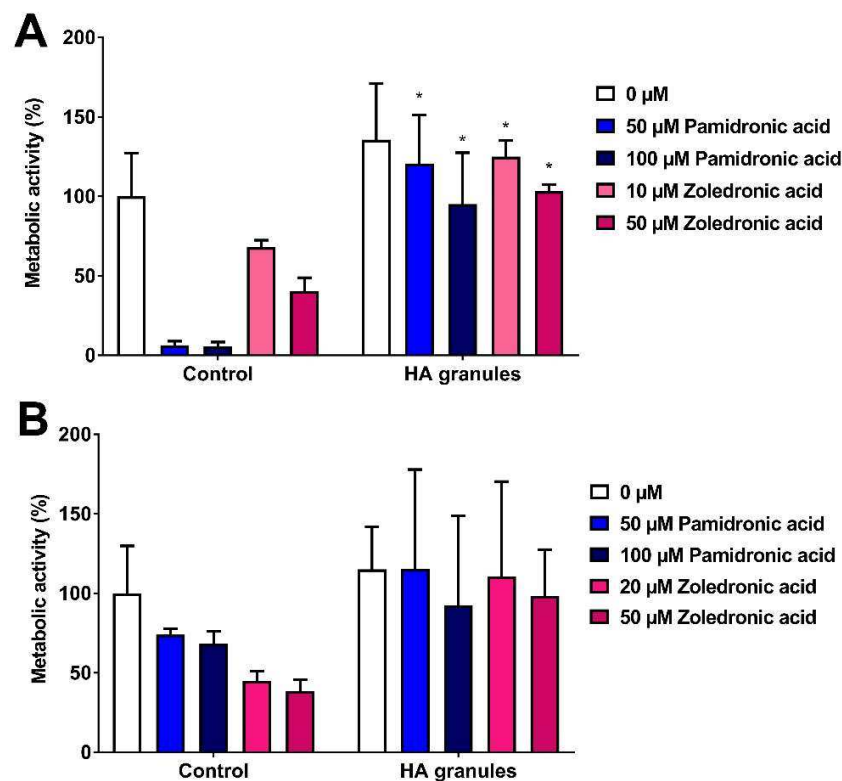 A
Metabolic activity (%)
200
150
100
50
0
*
*
*
*
Control
HA granules
0 µM
50 µM Pamidronic acid
100 µM Pamidronic acid
10 µM Zoledronic acid
50 µM Zoledronic acid
B
Metabolic activity (%)
200
150
100
50
0
Control
HA granules
0 µM
50 µM Pamidronic acid
100 µM Pamidronic acid
20 µM Zoledronic acid
50 µM Zoledronic acid